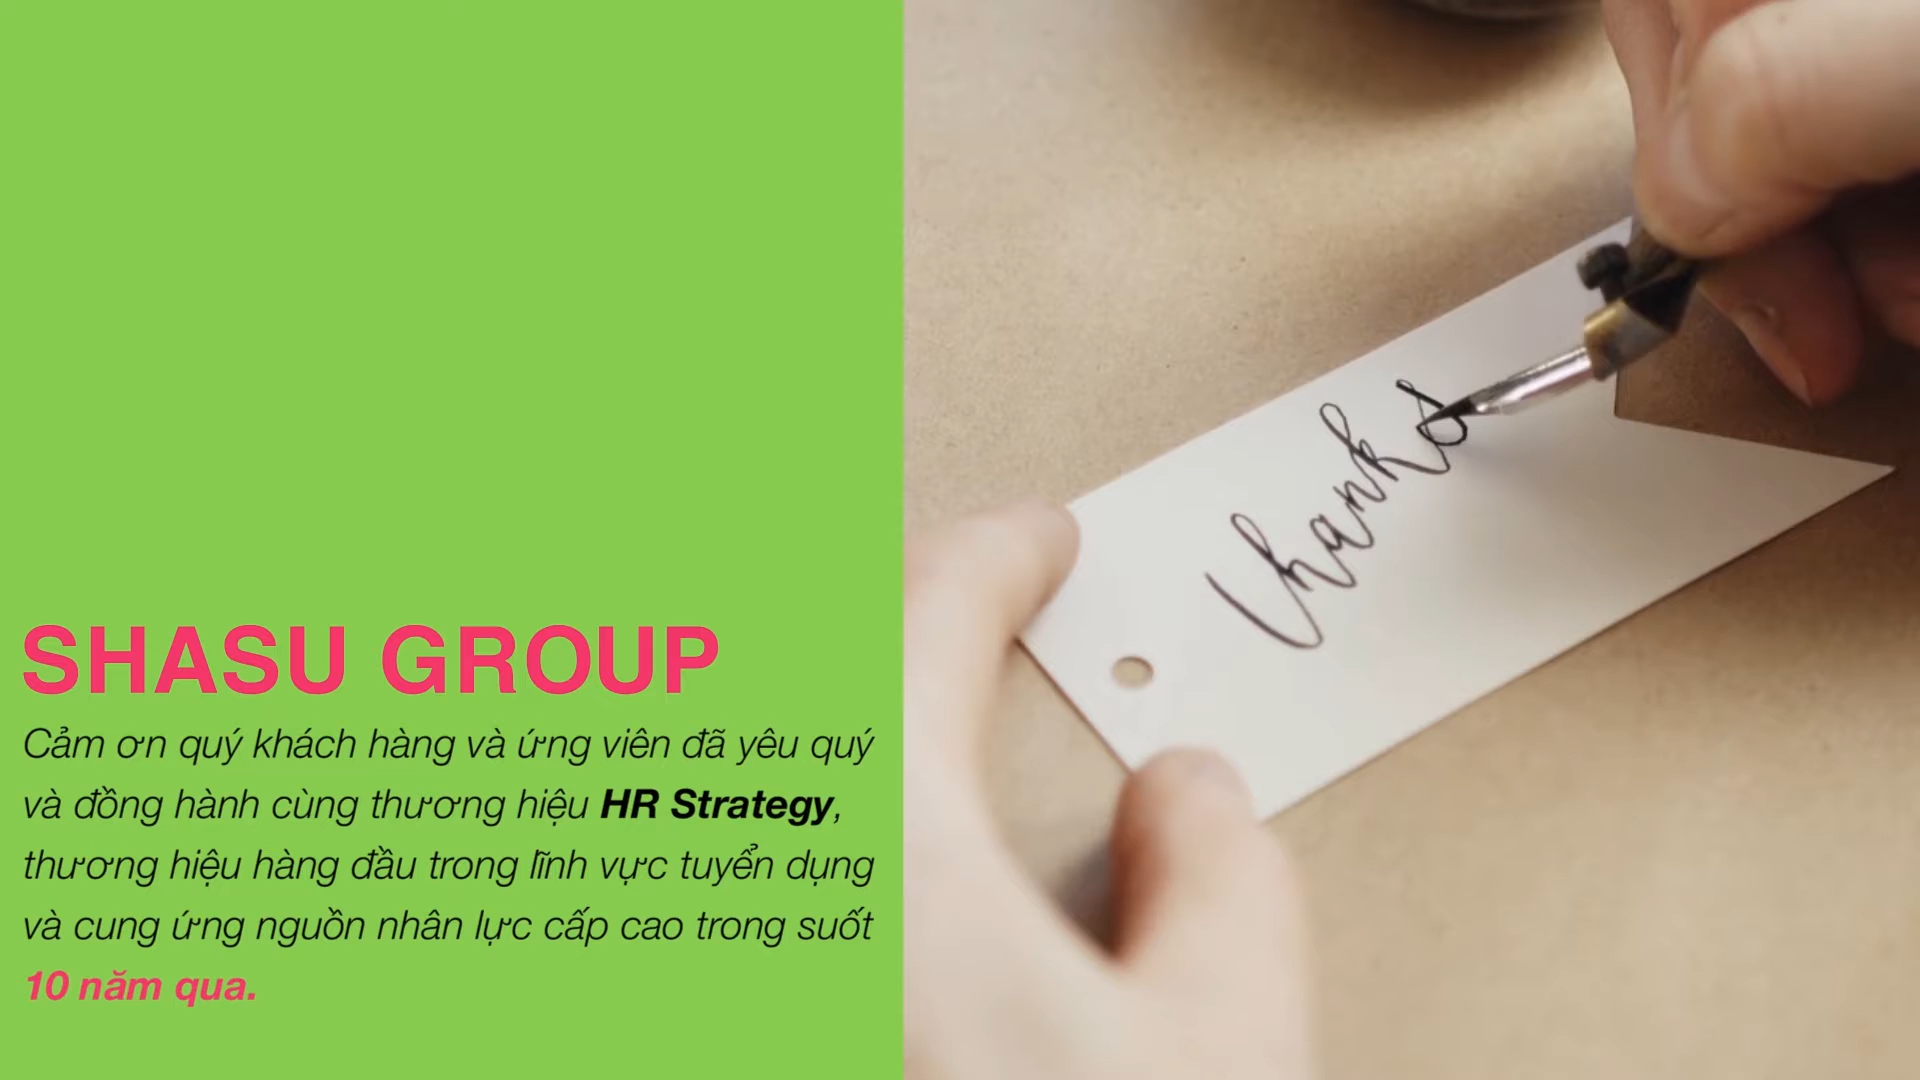 SHASU GROUP
Cảm ơn quý khách hàng và ứng viên đã yêu quý
và đồng hành cùng thương hiệu HR Strategy,
thương hiệu hàng đầu trong lĩnh vực tuyển dụng
và cung ứng nguồn nhân lực cấp cao trong suốt
10 năm qua.
thanks